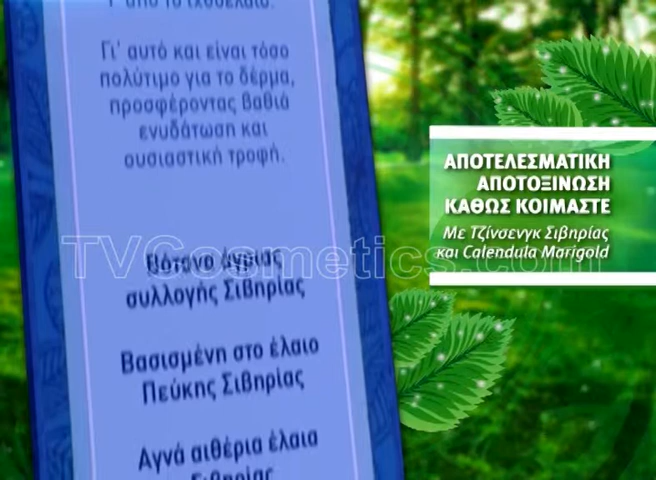 Γι' αυτό και είναι τόσο
πολύτιμο για το δέρμα,
προσφέροντας βαθιά
ενυδάτωση και
ουσιαστική τροφή.
Βότανα άγριας
συλλογής Σιβηρίας
Βασισμένη στο έλαιο
Πεύκης Σιβηρίας
Αγνά αιθέρια έλαια
Σιβηρίας
ΑΠΟΤΕΛΕΣΜΑΤΙΚΗ
ΑΠΟΤΟΞΙΝΩΣΗ
ΚΑΘΩΣ ΚΟΙΜΑΣΤΕ
Με Τζίνσενγκ Σιβηρίας
και Calendula Marigold
TVCosmetics.com